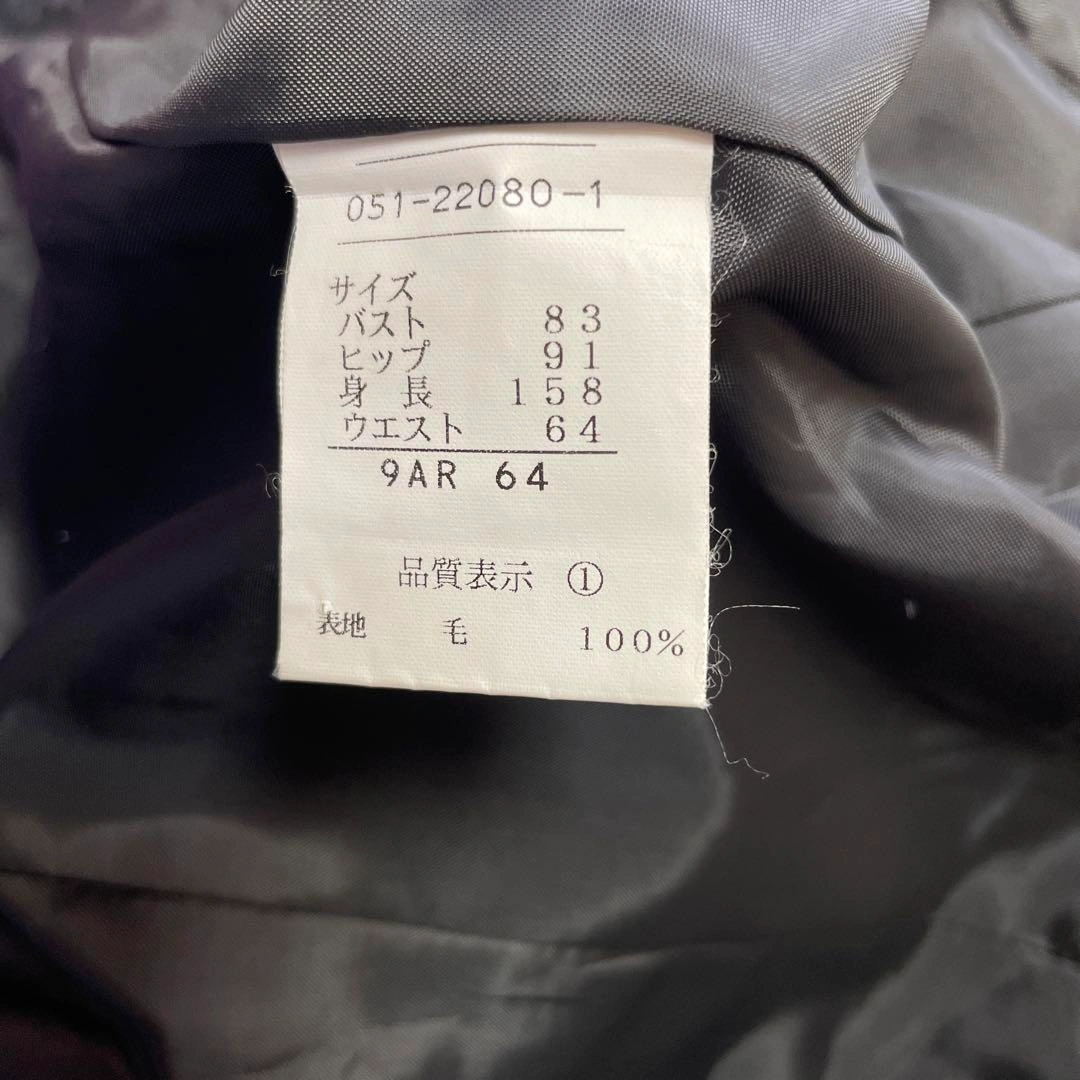 051-22080-1
サイズ
バスト 83
ヒップ 91
身長 158
ウエスト 64
9AR 64
品質表示 ①
表地 毛 100%